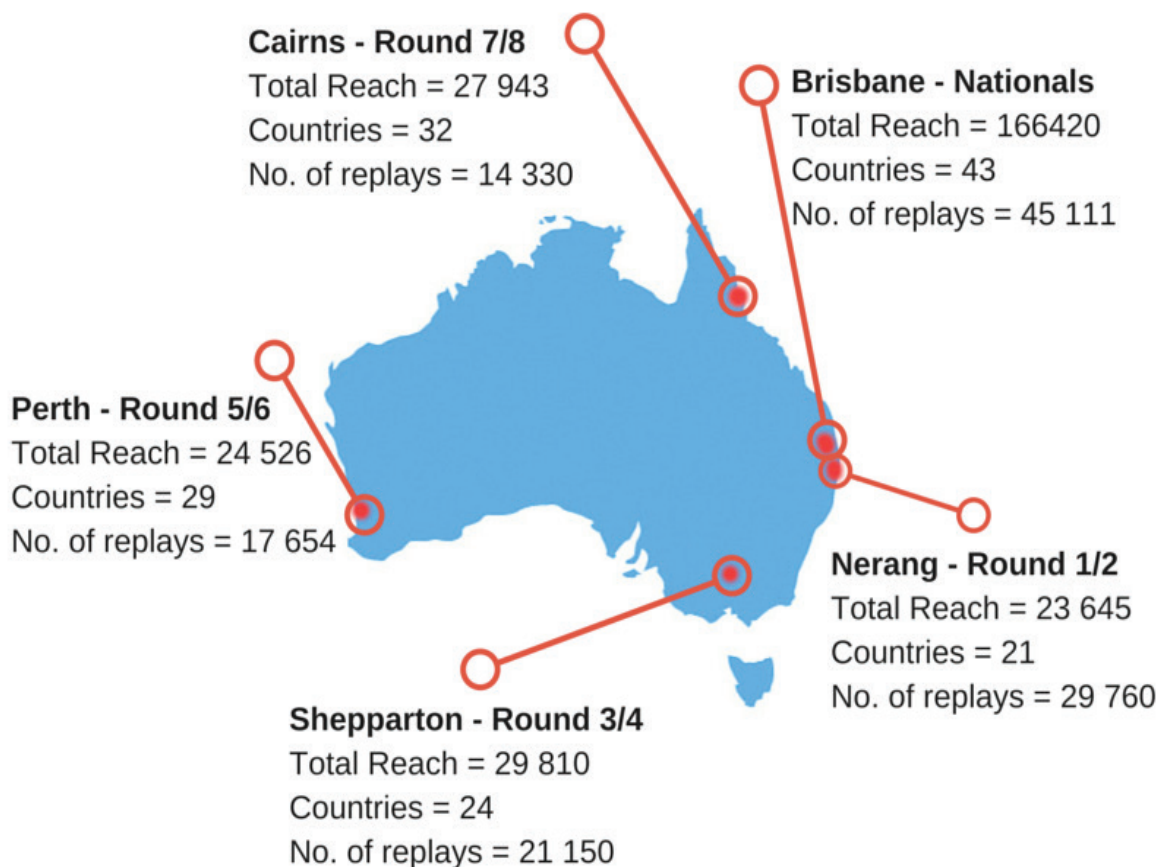 Cairns - Round 7/8
Total Reach = 27 943
Countries = 32
No. of replays = 14 330
Brisbane - Nationals
Total Reach = 166420
Countries = 43
No. of replays = 45 111
Perth - Round 5/6
Total Reach = 24 526
Countries = 29
No. of replays = 17 654
Nerang - Round 1/2
Total Reach = 23 645
Countries = 21
No. of replays = 29 760
Shepparton - Round 3/4
Total Reach = 29 810
Countries = 24
No. of replays = 21 150